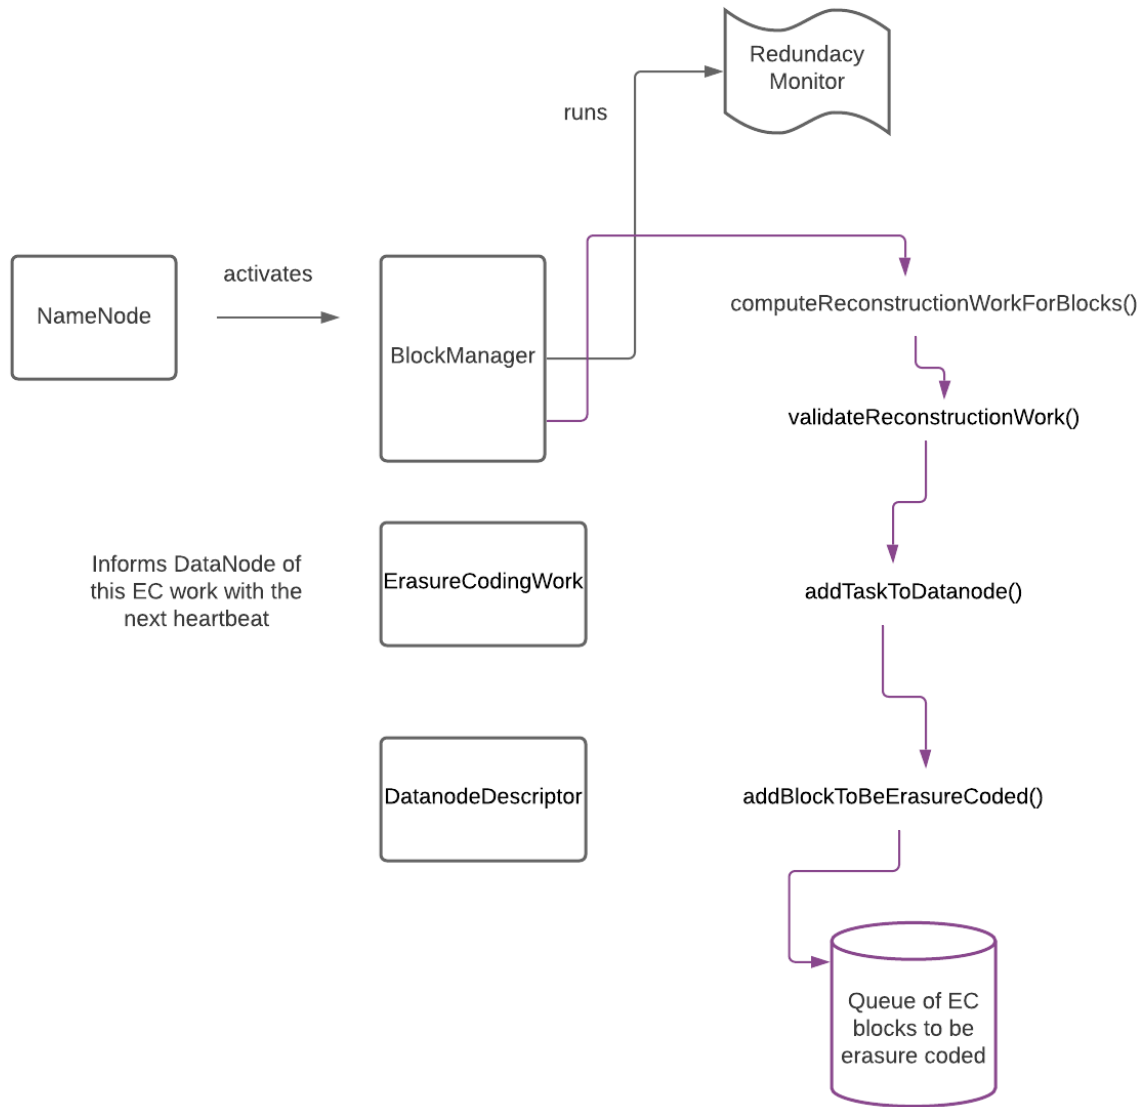 Redundacy
Monitor
runs
activates
NameNode
BlockManager
computeReconstructionWorkForBlocks()
validateReconstructionWork()
Informs DataNode of
this EC work with the
next heartbeat
ErasureCodingWork
addTaskToDatanode()
DatanodeDescriptor
addBlockToBeErasureCoded()
Queue of EC
blocks to be
erasure coded